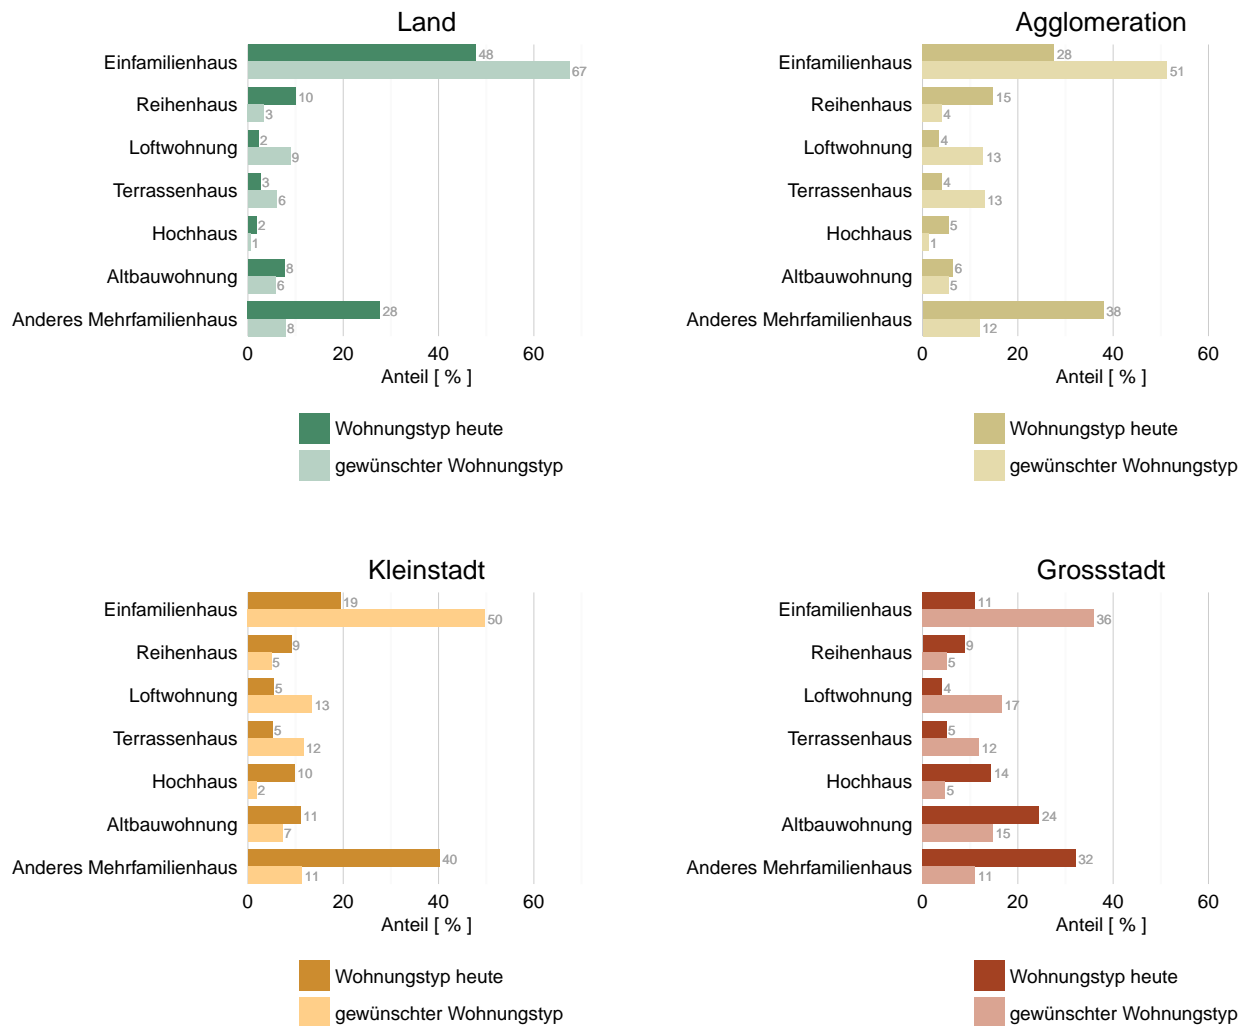 Land
Einfamilienhaus 48
67
Reihenhaus 10
3
Loftwohnung 2
9
Terrassenhaus 3
6
Hochhaus 2
1
Altbauwohnung 8
6
Anderes Mehrfamilienhaus 28
8
0 20 40 60
Anteil [ % ]
Wohnungstyp heute
gewünschter Wohnungstyp
Agglomeration
Einfamilienhaus 28
51
Reihenhaus 15
4
Loftwohnung 4
13
Terrassenhaus 4
13
Hochhaus 5
1
Altbauwohnung 6
5
Anderes Mehrfamilienhaus 38
12
0 20 40 60
Anteil [ % ]
Wohnungstyp heute
gewünschter Wohnungstyp
Kleinstadt
Einfamilienhaus 19
50
Reihenhaus 9
5
Loftwohnung 5
13
Terrassenhaus 5
12
Hochhaus 10
2
Altbauwohnung 11
7
Anderes Mehrfamilienhaus 40
11
0 20 40 60
Anteil [ % ]
Wohnungstyp heute
gewünschter Wohnungstyp
Grossstadt
Einfamilienhaus 11
36
Reihenhaus 9
5
Loftwohnung 4
17
Terrassenhaus 5
12
Hochhaus 14
5
Altbauwohnung 24
15
Anderes Mehrfamilienhaus 32
11
0 20 40 60
Anteil [ % ]
Wohnungstyp heute
gewünschter Wohnungstyp